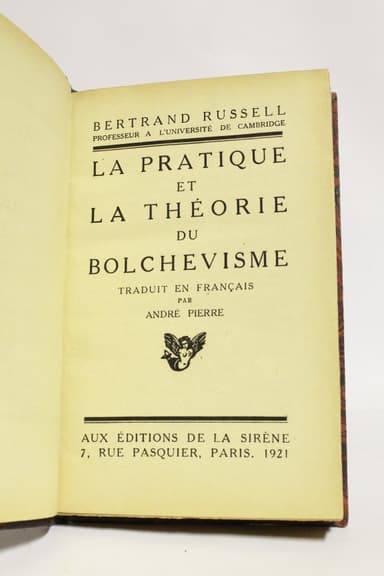 BERTRAND RUSSELL
PROFESSEUR A L'UNIVERSITÉ DE CAMBRIDGE
LA PRATIQUE
ET
LA THÉORIE
DU
BOLCHEVISME
TRADUIT EN FRANÇAIS
PAR
ANDRÉ PIERRE
AUX ÉDITIONS DE LA SIRÈNE
7, RUE PASQUIER, PARIS. 1921